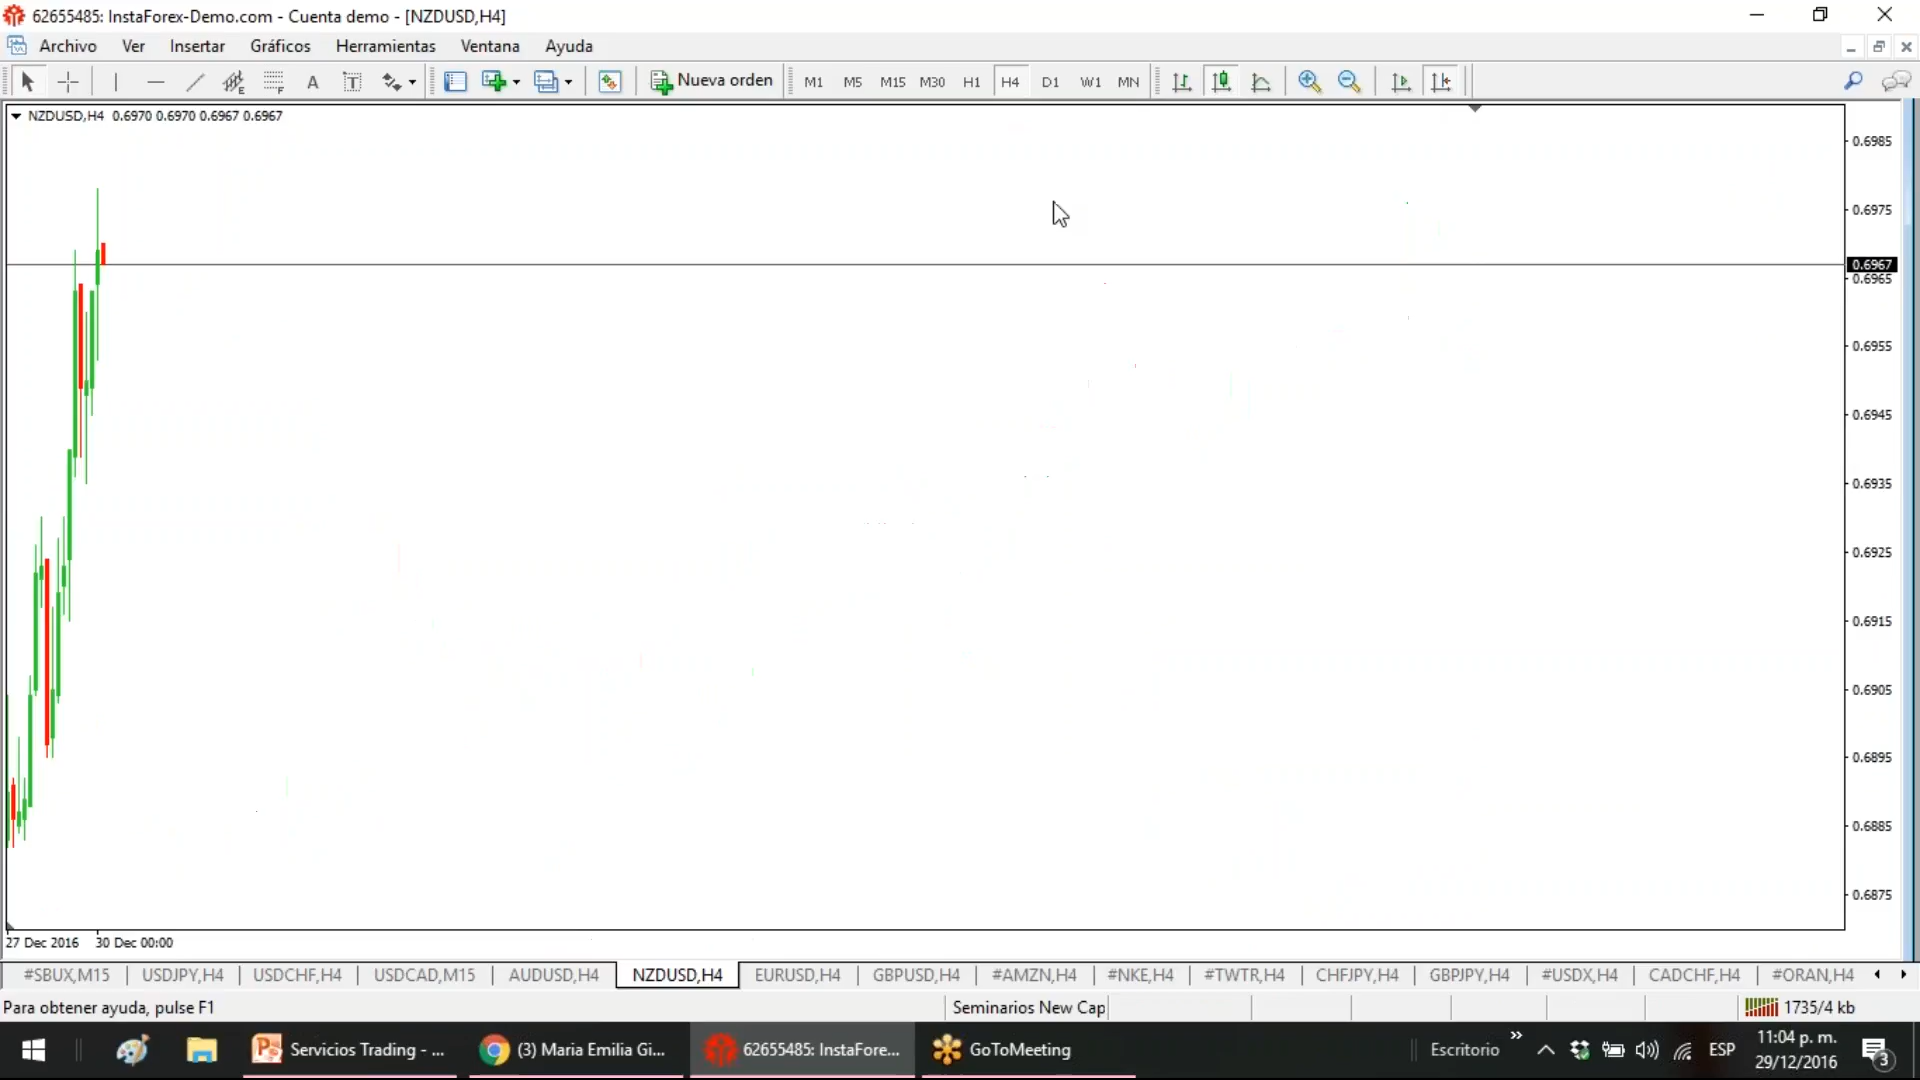 62655485: InstaForex-Demo.com - Cuenta demo - [NZDUSD,H4]
Archivo Ver Insertar Gráficos Herramientas Ventana Ayuda
Nueva orden M1 M5 M15 M30 H1 H4 D1 W1 MN
NZDUSD,H4 0.6970 0.6970 0.6967 0.6967
0.6985
0.6975
0.6967
0.6965
0.6955
0.6945
0.6935
0.6925
0.6915
0.6905
0.6895
0.6885
0.6875
27 Dec 2016 30 Dec 00:00
#SBUX,M15 USDJPY,H4 USDCHF,H4 USDCAD,M15 AUDUSD,H4 NZDUSD,H4 EURUSD,H4 GBPUSD,H4 #AMZN,H4 #NKE,H4 #TWTR,H4 CHFJPY,H4 GBPJPY,H4 #USDX,H4 CADCHF,H4 #ORAN,H4
Para obtener ayuda, pulse F1 Seminarios New Cap 1735/4 kb
Servicios Trading - ... (3) Maria Emilia Gi... 62655485: InstaFore... GoToMeeting Escritorio ESP 11:04 p. m.
29/12/2016 3